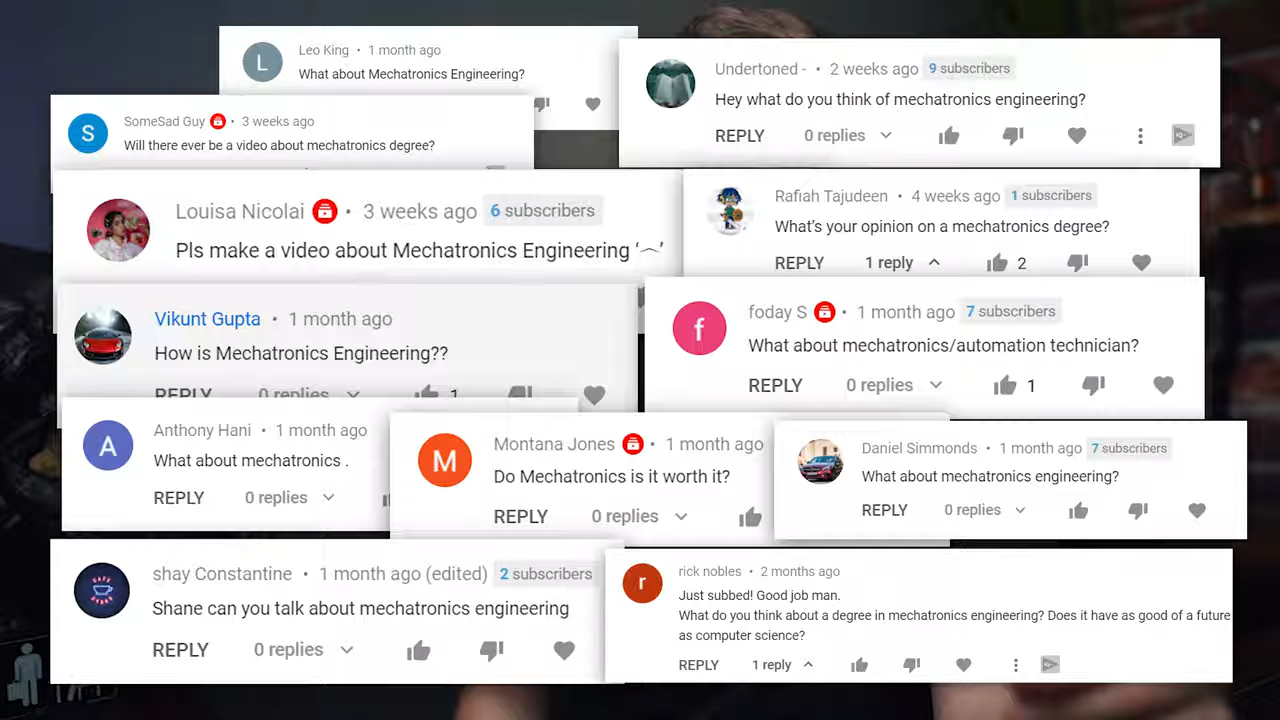 Leo King • 1 month ago
What about Mechatronics Engineering?
L
Undertoned - • 2 weeks ago 9 subscribers
Hey what do you think of mechatronics engineering?
REPLY 0 replies
SomeSad Guy • 3 weeks ago
S
Will there ever be a video about mechatronics degree?
Louisa Nicolai • 3 weeks ago 6 subscribers
Pls make a video about Mechatronics Engineering ‘︵’
Rafiah Tajudeen • 4 weeks ago 1 subscribers
What's your opinion on a mechatronics degree?
REPLY 1 reply 2
Vikunt Gupta • 1 month ago
How is Mechatronics Engineering??
REPLY 0 replies 1
foday S • 1 month ago 7 subscribers
f
What about mechatronics/automation technician?
REPLY 0 replies 1
Anthony Hani • 1 month ago
A
What about mechatronics .
REPLY 0 replies
Montana Jones • 1 month ago
M
Do Mechatronics is it worth it?
REPLY 0 replies
Daniel Simmonds • 1 month ago 7 subscribers
What about mechatronics engineering?
REPLY 0 replies
shay Constantine • 1 month ago (edited) 2 subscribers
Shane can you talk about mechatronics engineering
REPLY 0 replies
rick nobles • 2 months ago
r
Just subbed! Good job man.
What do you think about a degree in mechatronics engineering? Does it have as good of a future
as computer science?
REPLY 1 reply